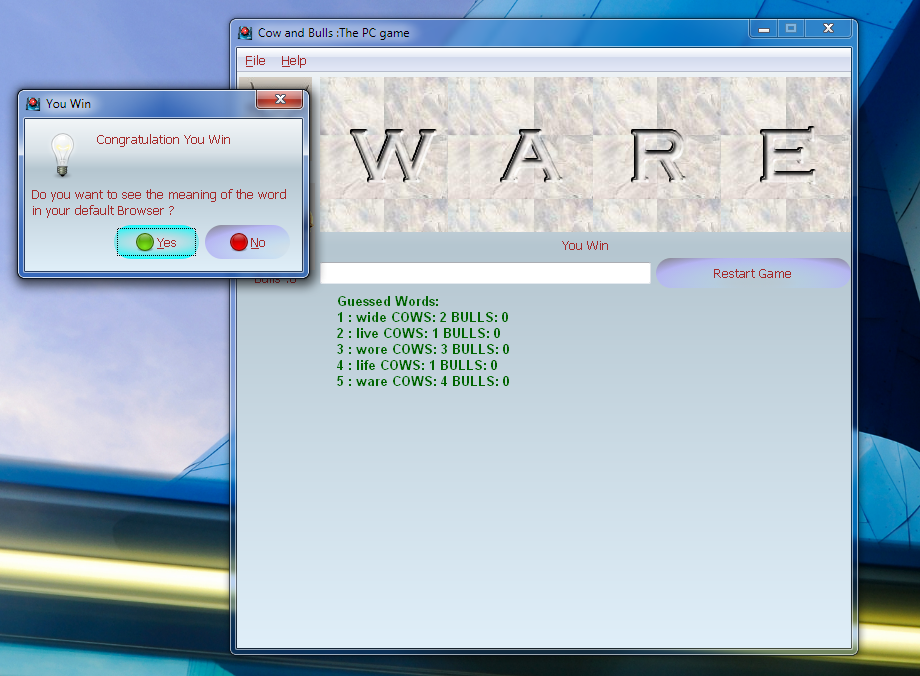 Cow and Bulls :The PC game
File Help
You Win
Congratulation You Win
Do you want to see the meaning of the word
in your default Browser ?
Yes No
W A R E
You Win
Restart Game
Guessed Words:
1 : wide COWS: 2 BULLS: 0
2 : live COWS: 1 BULLS: 0
3 : wore COWS: 3 BULLS: 0
4 : life COWS: 1 BULLS: 0
5 : ware COWS: 4 BULLS: 0